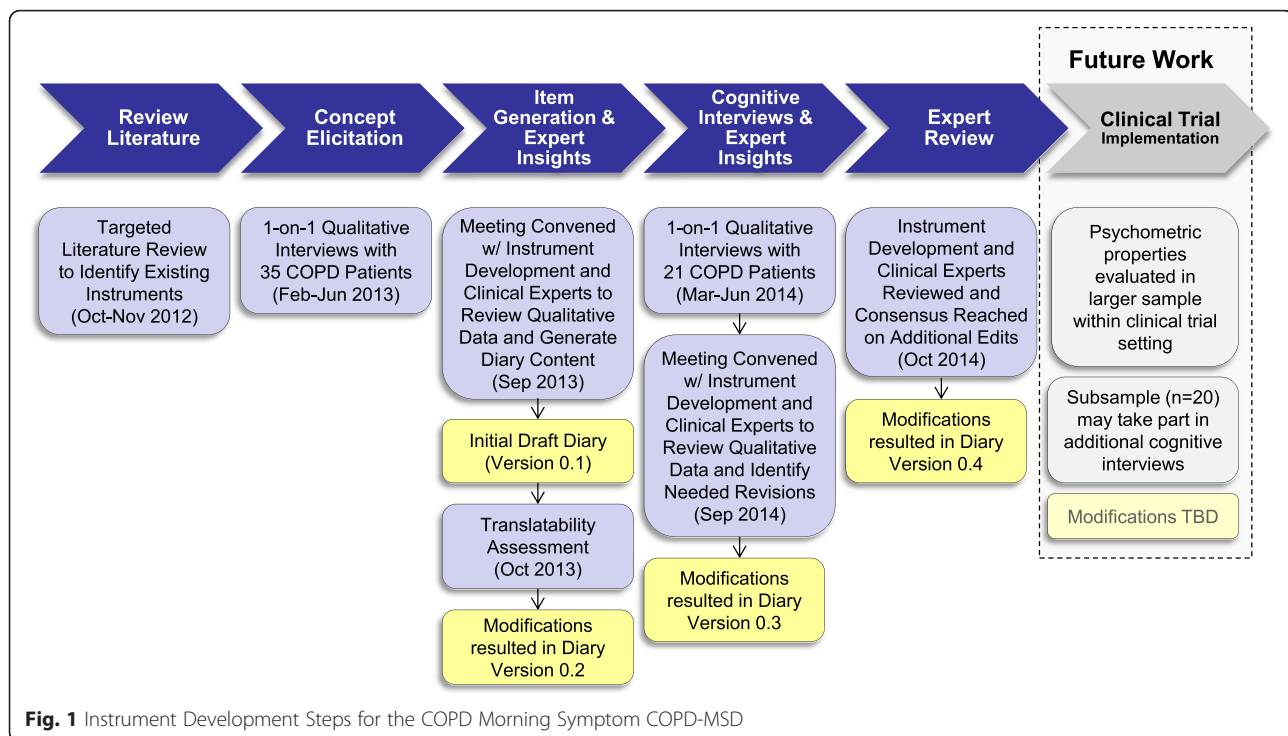 Future Work
Review
Literature
Concept
Elicitation
Item
Generation &
Expert
Insights
Cognitive
Interviews &
Expert
Insights
Expert
Review
Clinical Trial
Implementation
Targeted
Literature Review
to Identify Existing
Instruments
(Oct-Nov 2012)
1-on-1 Qualitative
Interviews with
35 COPD Patients
(Feb-Jun 2013)
Meeting Convened
w/ Instrument
Development and
Clinical Experts to
Review Qualitative
Data and Generate
Diary Content
(Sep 2013)
Initial Draft Diary
(Version 0.1)
Translatability
Assessment
(Oct 2013)
Modifications
resulted in Diary
Version 0.2
1-on-1 Qualitative
Interviews with
21 COPD Patients
(Mar-Jun 2014)
Meeting Convened
w/ Instrument
Development and
Clinical Experts to
Review Qualitative
Data and Identify
Needed Revisions
(Sep 2014)
Modifications
resulted in Diary
Version 0.3
Instrument
Development and
Clinical Experts
Reviewed and
Consensus Reached
on Additional Edits
(Oct 2014)
Modifications
resulted in Diary
Version 0.4
Psychometric
properties
evaluated in
larger sample
within clinical trial
setting
Subsample (n=20)
may take part in
additional cognitive
interviews
Modifications TBD
Fig. 1 Instrument Development Steps for the COPD Morning Symptom COPD-MSD